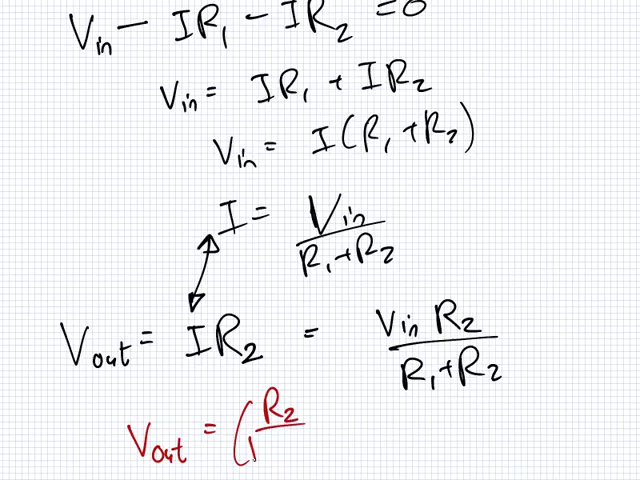 Vin - IR₁ - IR₂ = 0
Vin = IR₁ + IR₂
Vin = I(R₁ + R₂)
I = Vin / (R₁ + R₂)
Vout = IR₂ = Vin R₂ / (R₁ + R₂)
Vout = (R₂ /